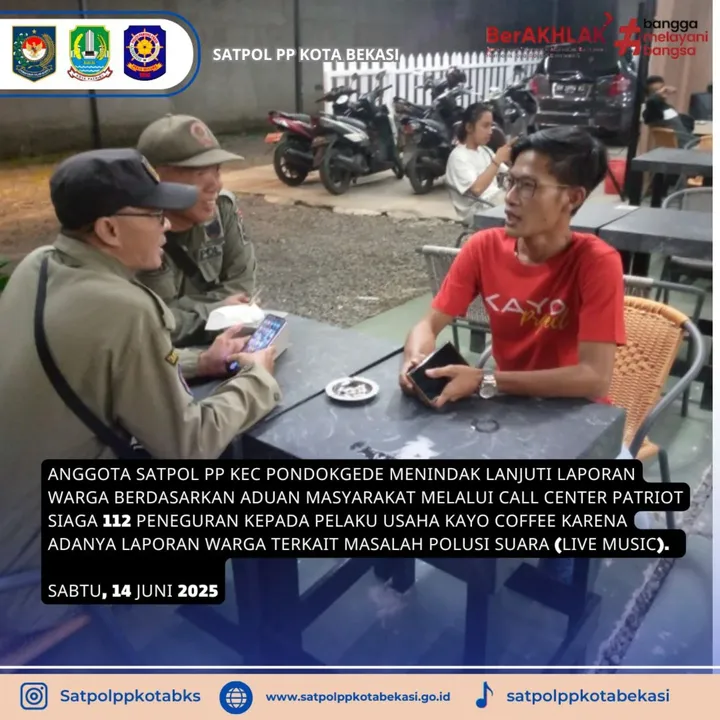 SATPOL PP KOTA BEKASI
BerAKHLAK
#bangga
melayani
bangsa
KAYO
ANGGOTA SATPOL PP KEC PONDOKGEDE MENINDAK LANJUTI LAPORAN
WARGA BERDASARKAN ADUAN MASYARAKAT MELALUI CALL CENTER PATRIOT
SIAGA 112 PENEGURAN KEPADA PELAKU USAHA KAYO COFFEE KARENA
ADANYA LAPORAN WARGA TERKAIT MASALAH POLUSI SUARA (LIVE MUSIC).
SABTU, 14 JUNI 2025
Satpolppkotabks
www.satpolppkotabekasi.go.id
satpolppkotabekasi